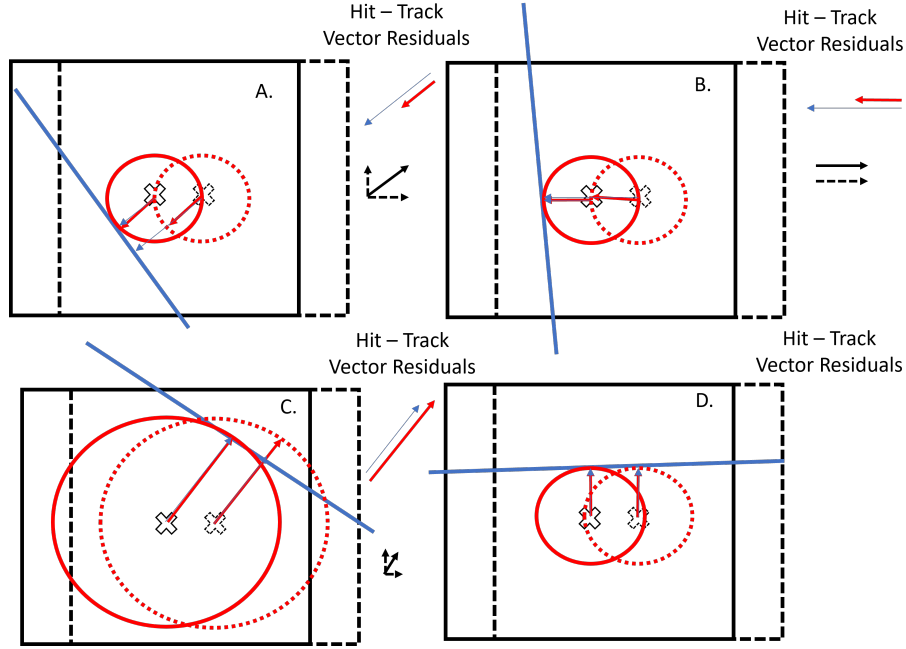 Hit – Track
Vector Residuals
A.
Hit – Track
Vector Residuals
B.
Hit – Track
Vector Residuals
C.
Hit – Track
Vector Residuals
D.